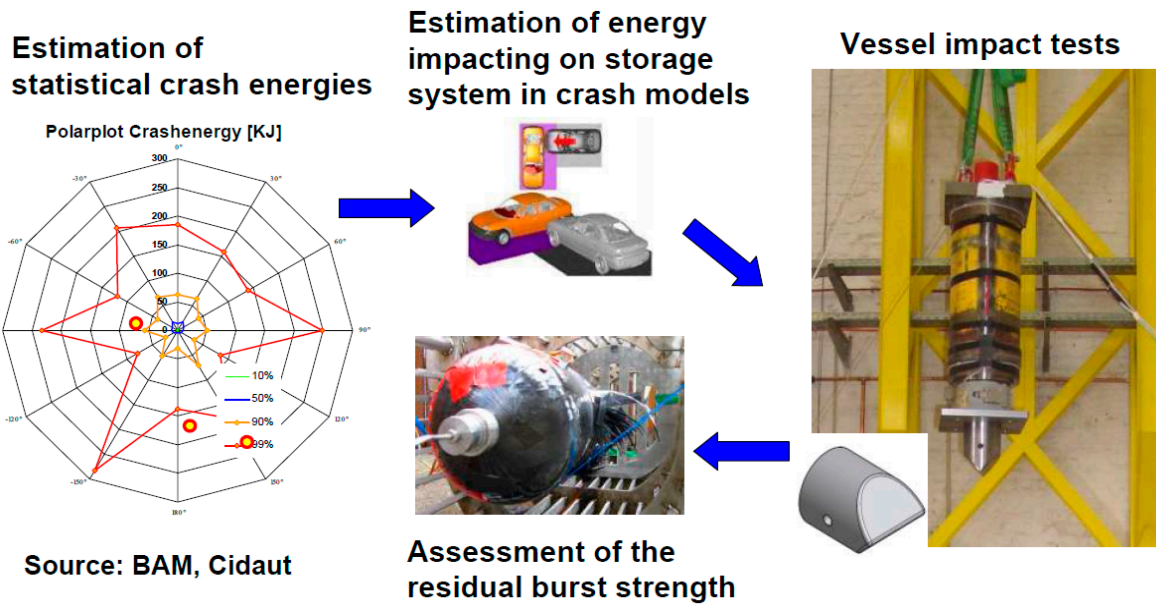 Estimation of
statistical crash energies
Estimation of energy
impacting on storage
system in crash models
Vessel impact tests
Polarplot Crashenergy [KJ]
0°
300
-30°
30°
250
200
-60°
60°
150
100
50
0
90°
10%
50%
-120°
120°
90%
99%
-150°
150°
180°
Source: BAM, Cidaut
Assessment of the
residual burst strength